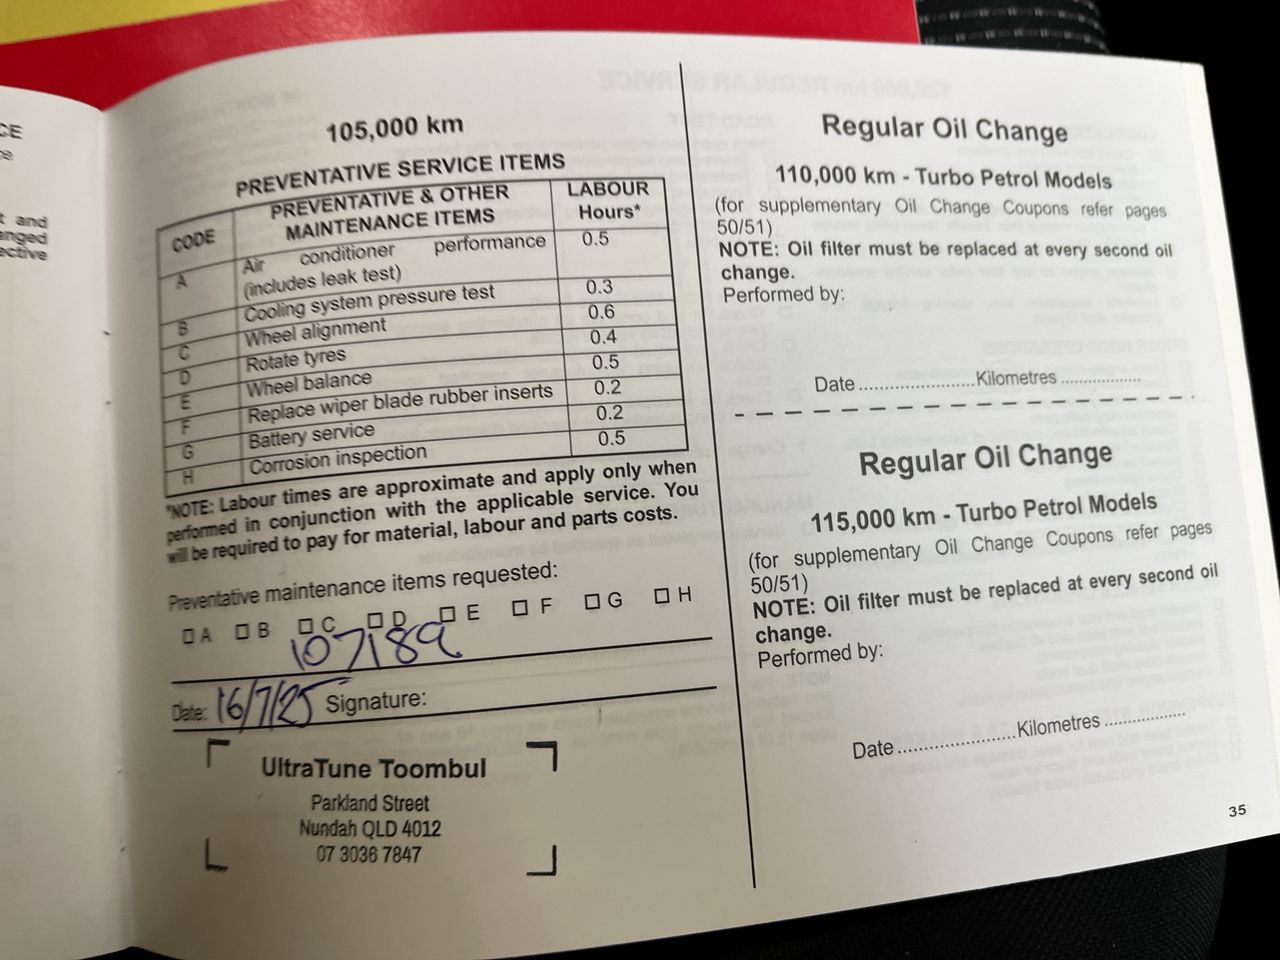 CE
t and
anged
ective
105,000 km
PREVENTATIVE SERVICE ITEMS
CODE PREVENTATIVE & OTHER MAINTENANCE ITEMS LABOUR Hours*
A Air conditioner performance (includes leak test) 0.5
B Cooling system pressure test 0.3
C Wheel alignment 0.6
D Rotate tyres 0.4
E Wheel balance 0.5
F Replace wiper blade rubber inserts 0.2
G Battery service 0.2
H Corrosion inspection 0.5
*NOTE: Labour times are approximate and apply only when
performed in conjunction with the applicable service. You
will be required to pay for material, labour and parts costs.
Preventative maintenance items requested:
A B C D E F G H
107189
Date: 16/7/25 Signature:
UltraTune Toombul
Parkland Street
Nundah QLD 4012
07 3036 7847
Regular Oil Change
110,000 km - Turbo Petrol Models
(for supplementary Oil Change Coupons refer pages
50/51)
NOTE: Oil filter must be replaced at every second oil
change.
Performed by:
Date ...................... Kilometres ..................
Regular Oil Change
115,000 km - Turbo Petrol Models
(for supplementary Oil Change Coupons refer pages
50/51)
NOTE: Oil filter must be replaced at every second oil
change.
Performed by:
Date ...................... Kilometres ..................
35